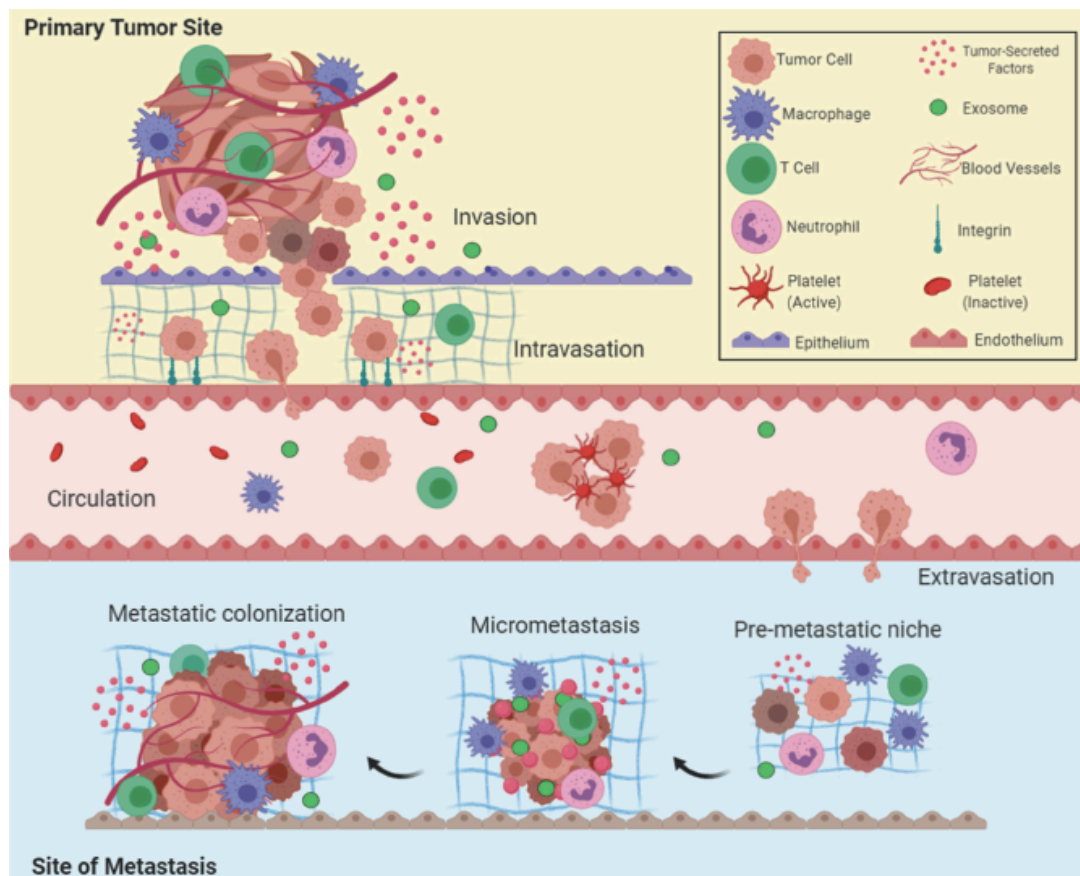 Primary Tumor Site
Tumor Cell
Tumor-Secreted
Factors
Macrophage
Exosome
T Cell
Blood Vessels
Neutrophil
Integrin
Platelet
(Active)
Platelet
(Inactive)
Epithelium
Endothelium
Invasion
Intravasation
Circulation
Extravasation
Metastatic colonization
Micrometastasis
Pre-metastatic niche
Site of Metastasis